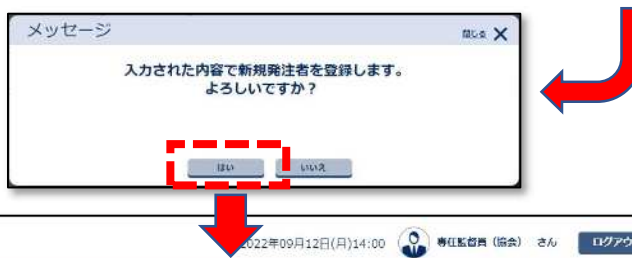 メッセージ
閉じる X
入力された内容で新規発注者を登録します。
よろしいですか？
はい いいえ
2022年09月12日(月)14:00 専任監督員（協会） さん ログアウ